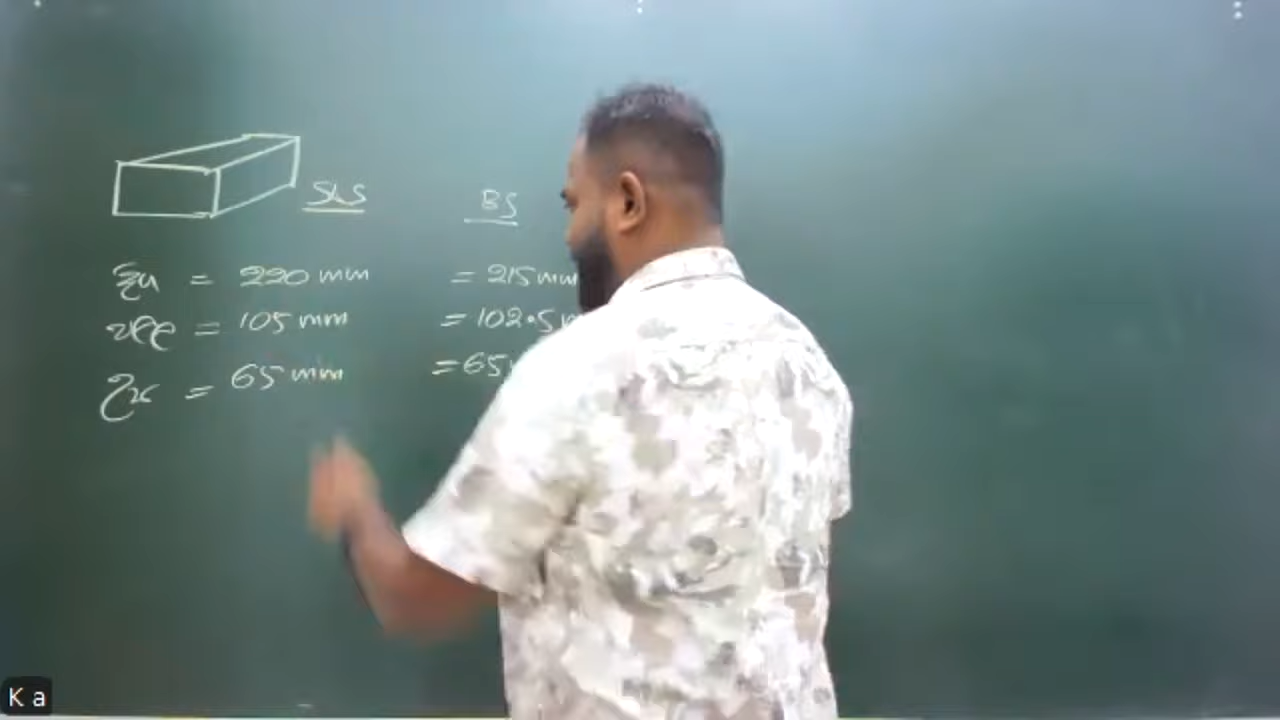 SLS BS
දිග = 220 mm = 215 mm
පළල = 105 mm = 102.5
උස = 65 mm = 65
K a